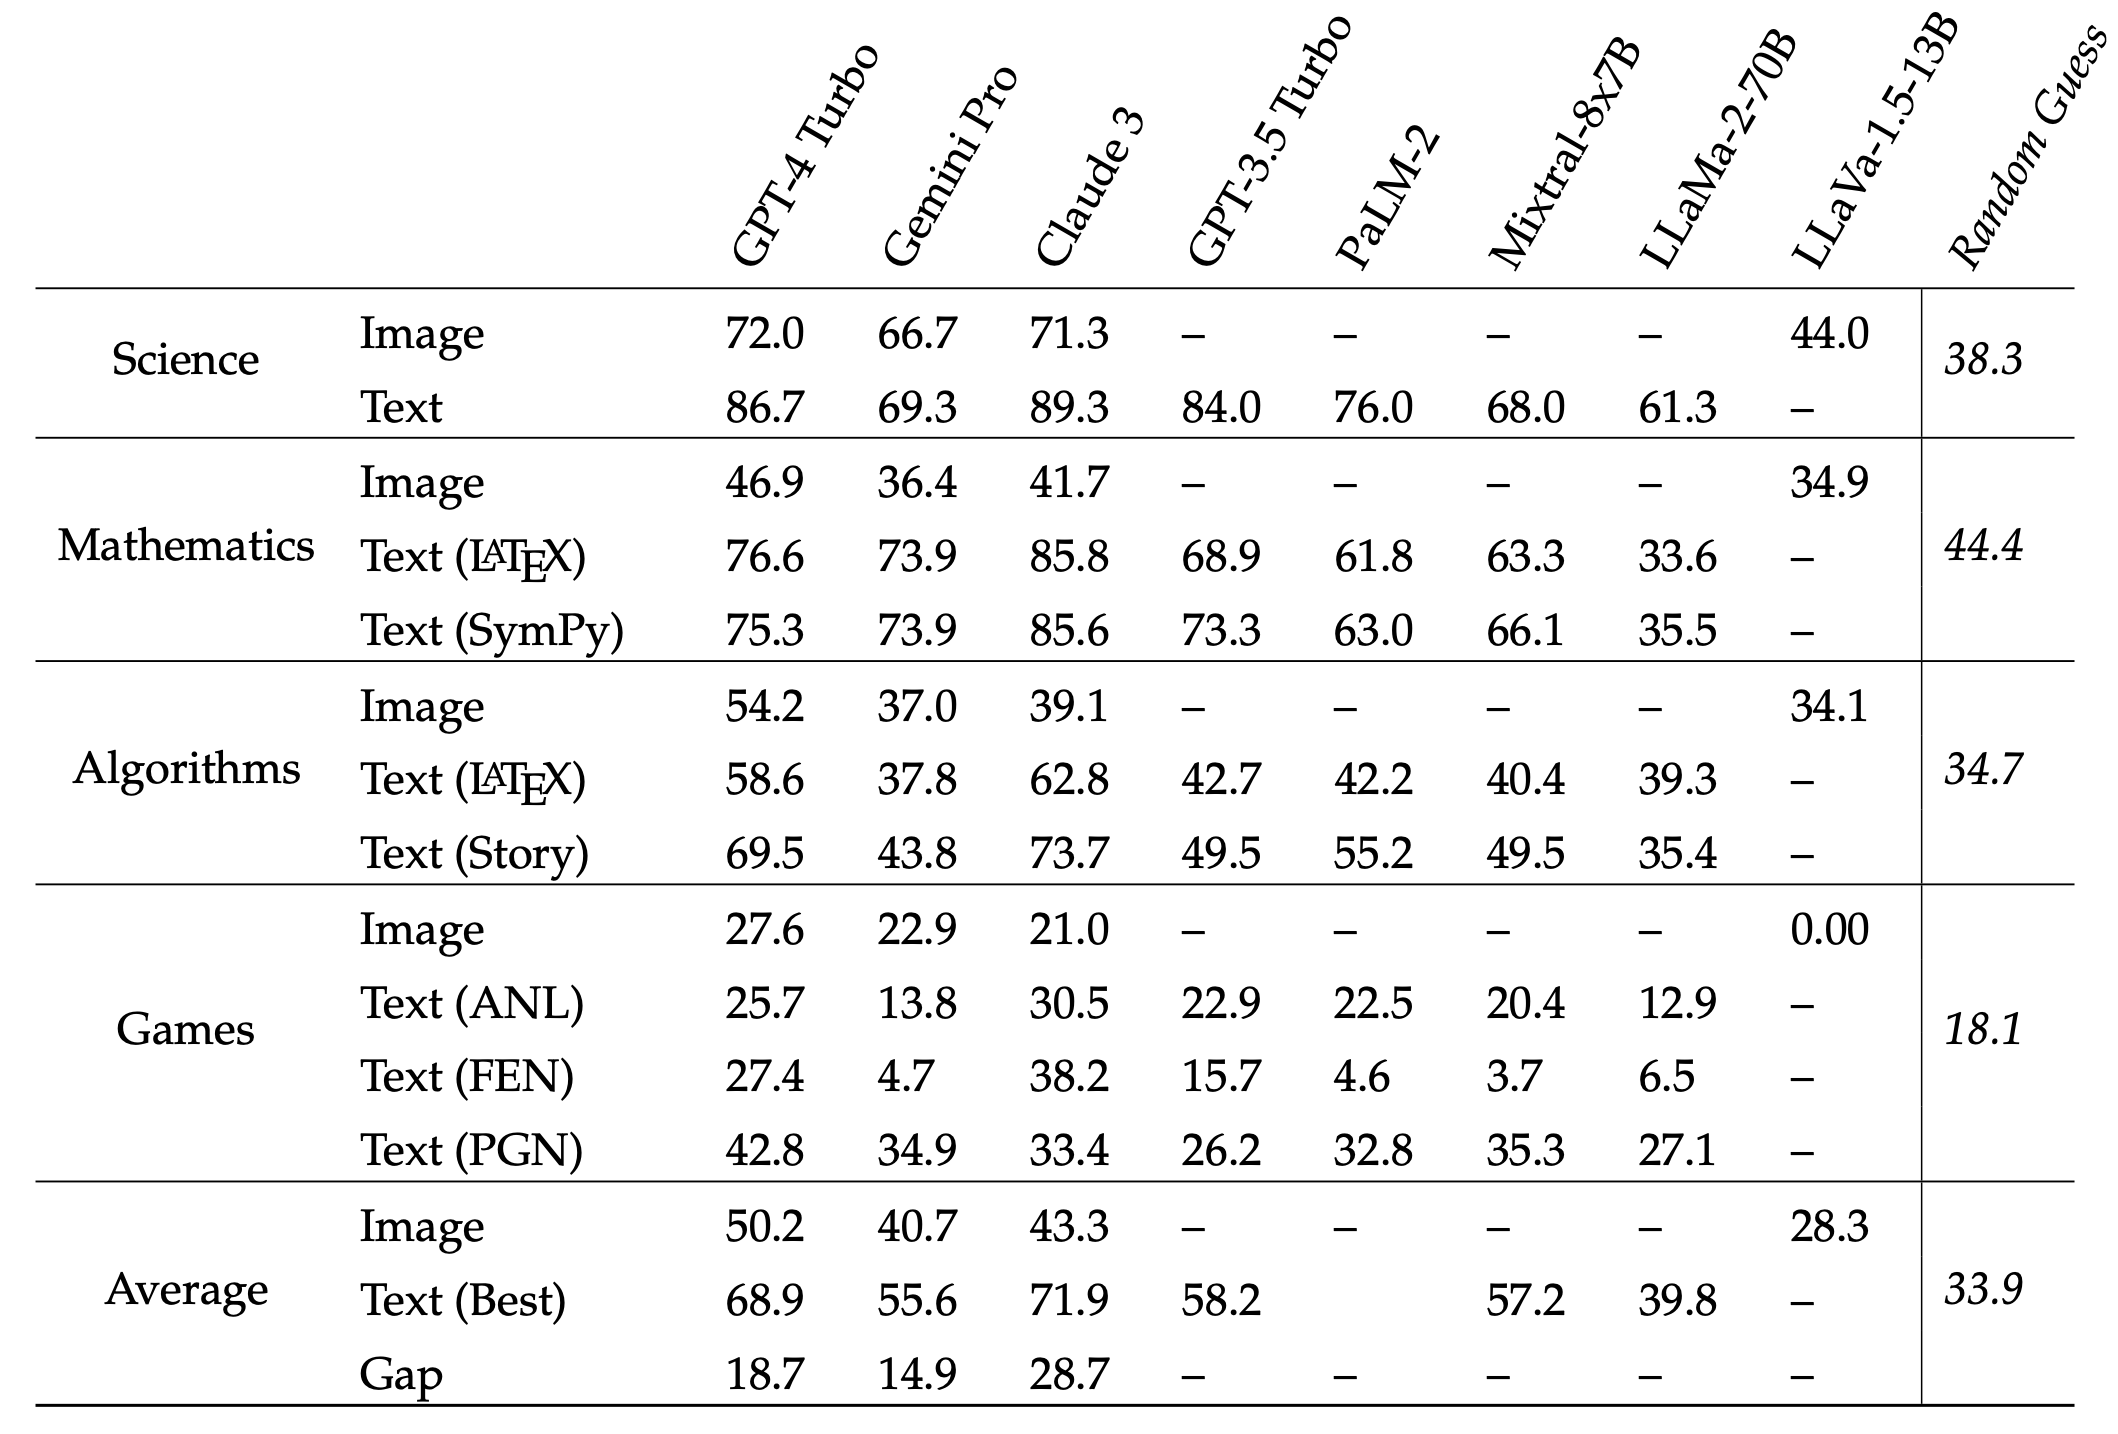 GPT-4 Turbo Gemini Pro Claude 3 GPT-3.5 Turbo PaLM-2 Mixtral-8x7B LLaMa-2-70B LLaVa-1.5-13B Random Guess
Science Image 72.0 66.7 71.3 – – – – 44.0 38.3
Text 86.7 69.3 89.3 84.0 76.0 68.0 61.3 –
Mathematics Image 46.9 36.4 41.7 – – – – 34.9 44.4
Text (LATEX) 76.6 73.9 85.8 68.9 61.8 63.3 33.6 –
Text (SymPy) 75.3 73.9 85.6 73.3 63.0 66.1 35.5 –
Algorithms Image 54.2 37.0 39.1 – – – – 34.1 34.7
Text (LATEX) 58.6 37.8 62.8 42.7 42.2 40.4 39.3 –
Text (Story) 69.5 43.8 73.7 49.5 55.2 49.5 35.4 –
Games Image 27.6 22.9 21.0 – – – – 0.00 18.1
Text (ANL) 25.7 13.8 30.5 22.9 22.5 20.4 12.9 –
Text (FEN) 27.4 4.7 38.2 15.7 4.6 3.7 6.5 –
Text (PGN) 42.8 34.9 33.4 26.2 32.8 35.3 27.1 –
Average Image 50.2 40.7 43.3 – – – – 28.3 33.9
Text (Best) 68.9 55.6 71.9 58.2 57.2 39.8 –
Gap 18.7 14.9 28.7 – – – – –